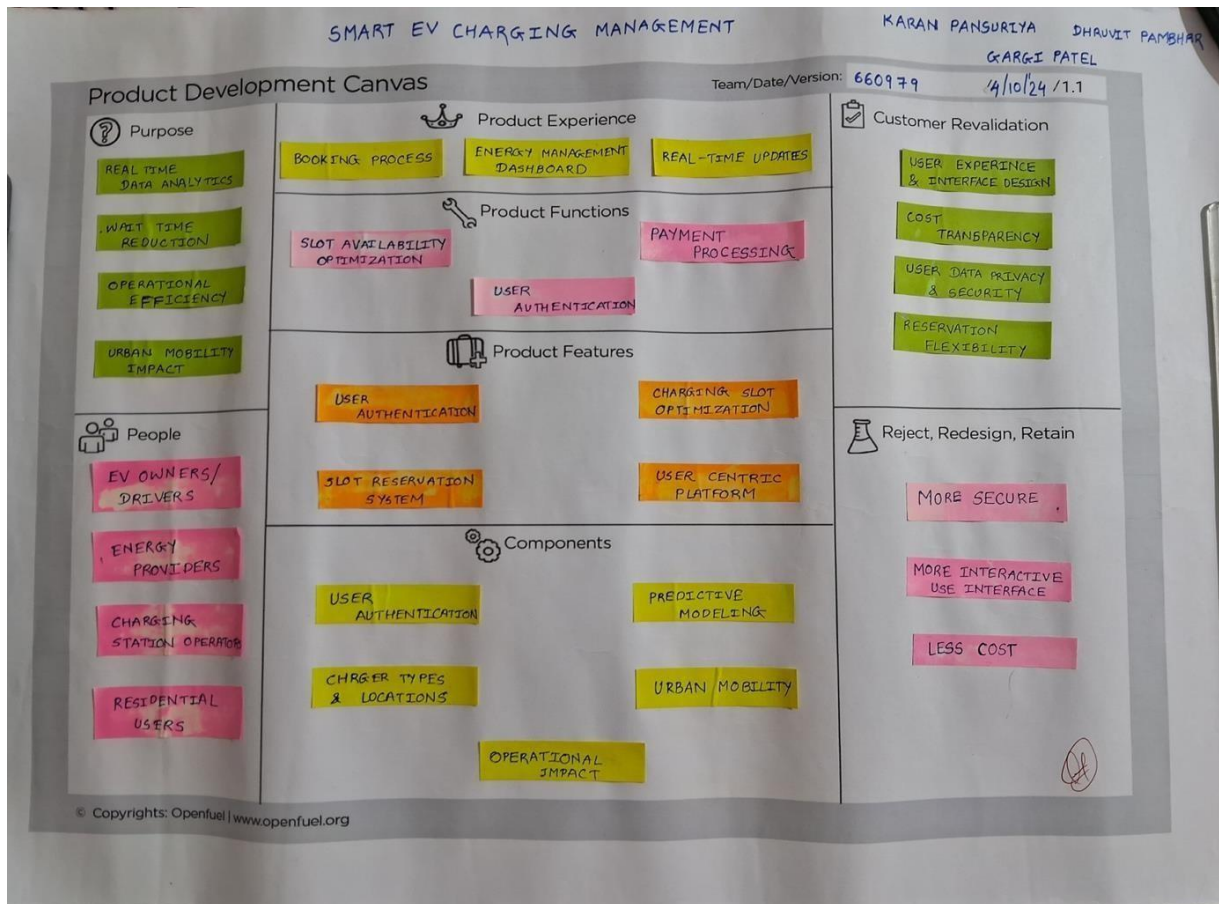 SMART EV CHARGING MANAGEMENT
KARAN PANSURIYA DHRUVIT PAMBHAR
GARGI PATEL
Product Development Canvas
Team/Date/Version: 660979 4/10/24 /1.1
Purpose
REAL TIME
DATA ANALYTICS
WAIT TIME
REDUCTION
OPERATIONAL
EFFICIENCY
URBAN MOBILITY
IMPACT
People
EV OWNERS/
DRIVERS
ENERGY
PROVIDERS
CHARGING
STATION OPERATORS
RESIDENTIAL
USERS
Product Experience
BOOKING PROCESS
ENERGY MANAGEMENT
DASHBOARD
REAL-TIME UPDATES
Product Functions
SLOT AVAILABILITY
OPTIMIZATION
USER
AUTHENTICATION
PAYMENT
PROCESSING
Product Features
USER
AUTHENTICATION
CHARGING SLOT
OPTIMIZATION
SLOT RESERVATION
SYSTEM
USER CENTRIC
PLATFORM
Components
USER
AUTHENTICATION
PREDICTIVE
MODELING
CHRGER TYPES
& LOCATIONS
URBAN MOBILITY
OPERATIONAL
IMPACT
Customer Revalidation
USER EXPERINCE
& INTERFACE DESIGN
COST
TRANSPARENCY
USER DATA PRIVACY
& SECURITY
RESERVATION
FLEXIBILITY
Reject, Redesign, Retain
MORE SECURE
MORE INTERACTIVE
USE INTERFACE
LESS COST
© Copyrights: Openfuel | www.openfuel.org